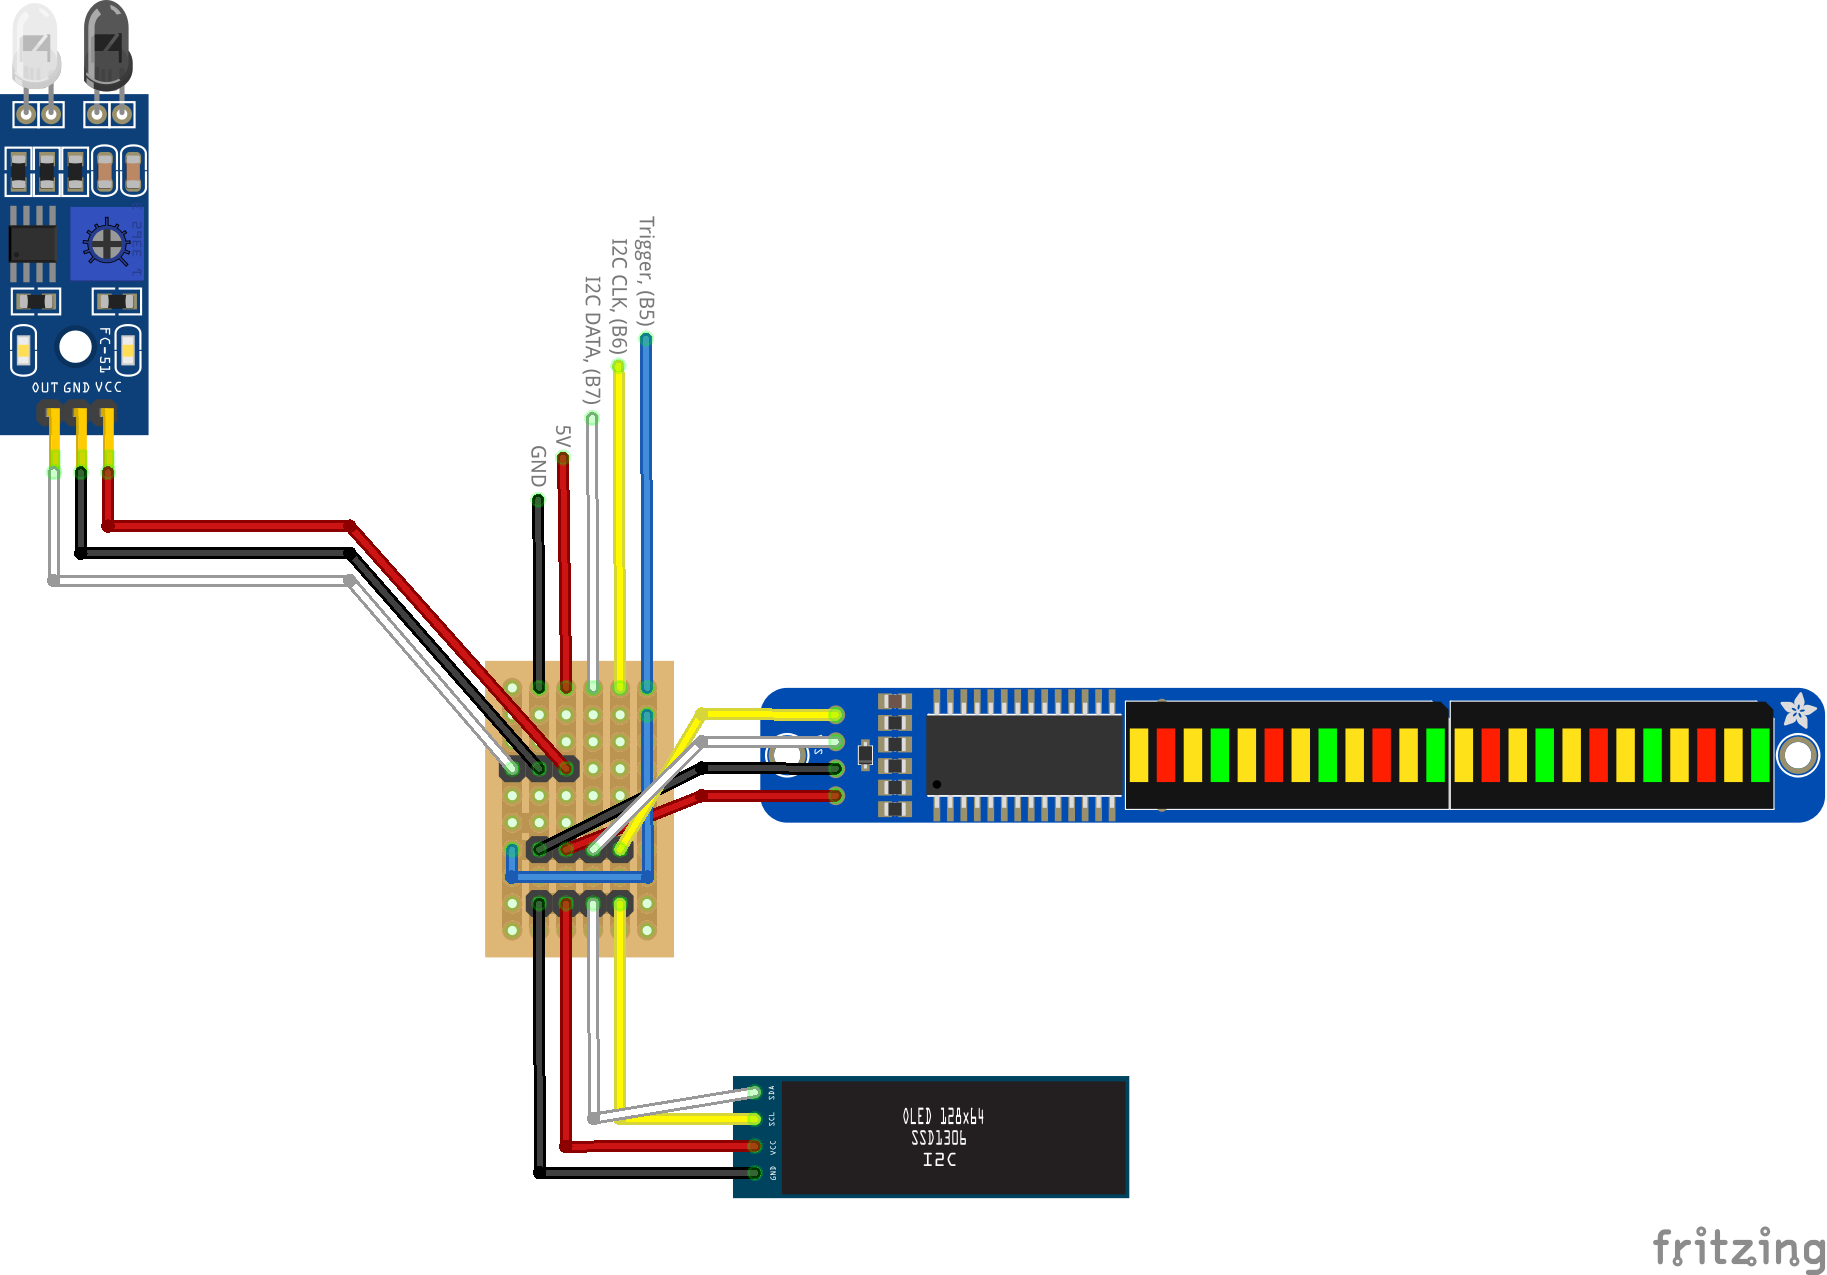 FC-51
OUT GND VCC
Trigger, (B5)
I2C CLK, (B6)
I2C DATA, (B7)
5V
GND
SDA
SCL
VCC
GND
OLED 128x64
SSD1306
I2C
fritzing